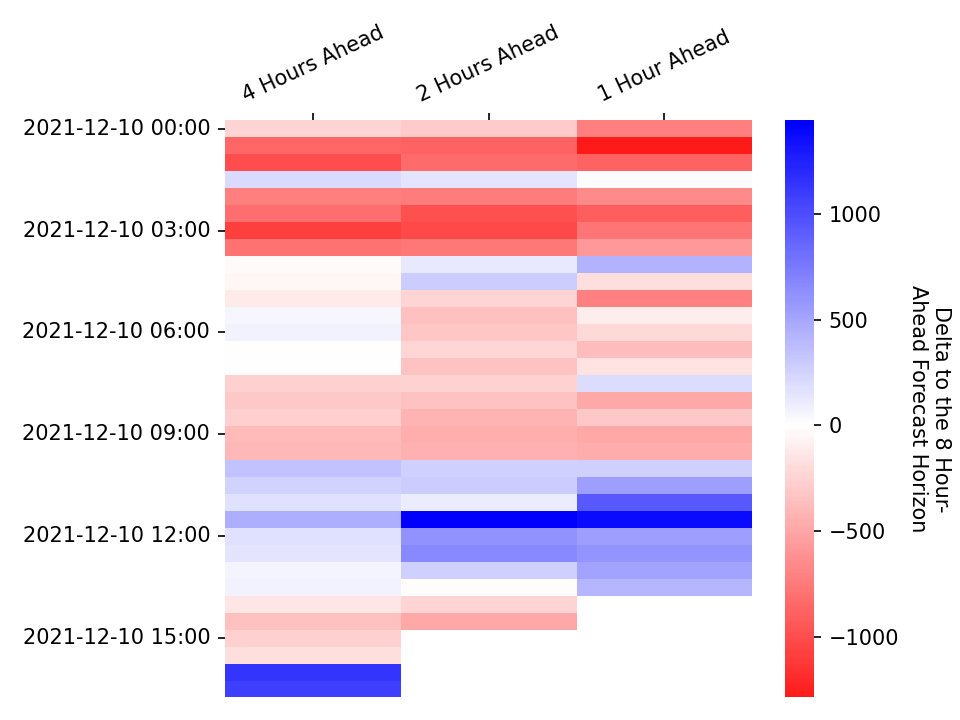 4 Hours Ahead
2 Hours Ahead
1 Hour Ahead
2021-12-10 00:00
2021-12-10 03:00
2021-12-10 06:00
2021-12-10 09:00
2021-12-10 12:00
2021-12-10 15:00
1000
500
0
−500
−1000
Delta to the 8 Hour-
Ahead Forecast Horizon